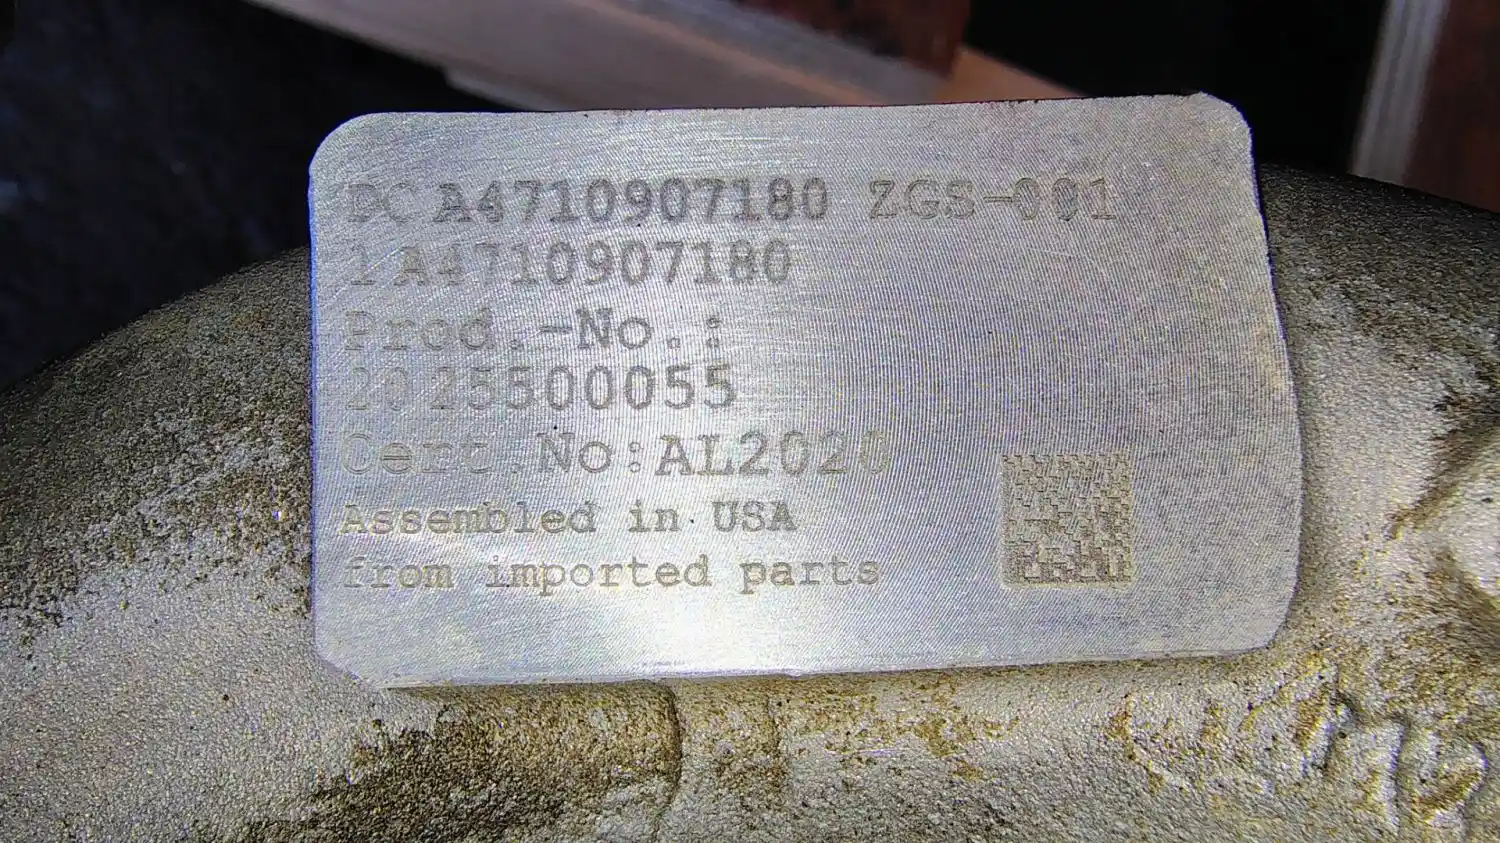 DC A4710907180 ZGS-001
1 A4710907180
Prod.-No.:
2025500055
Cert.No:AL2020
Assembled in USA
from imported parts